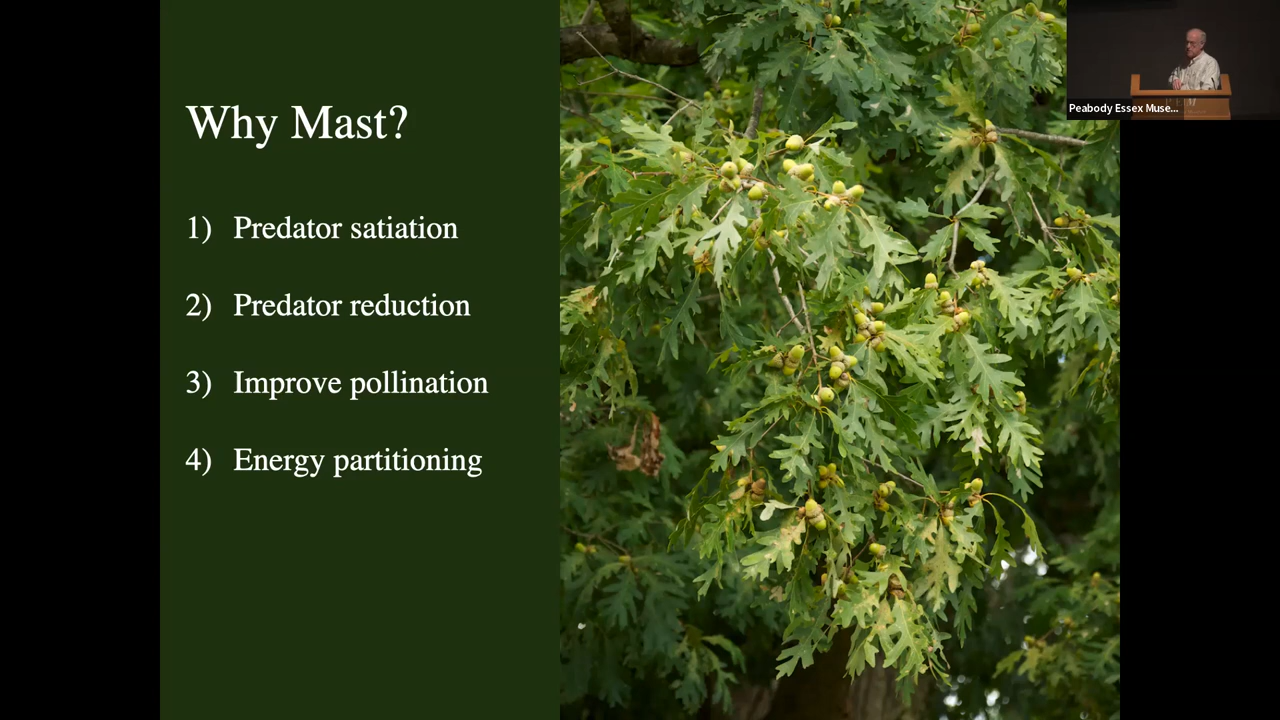 Why Mast?
1) Predator satiation
2) Predator reduction
3) Improve pollination
4) Energy partitioning
Peabody Essex Muse...